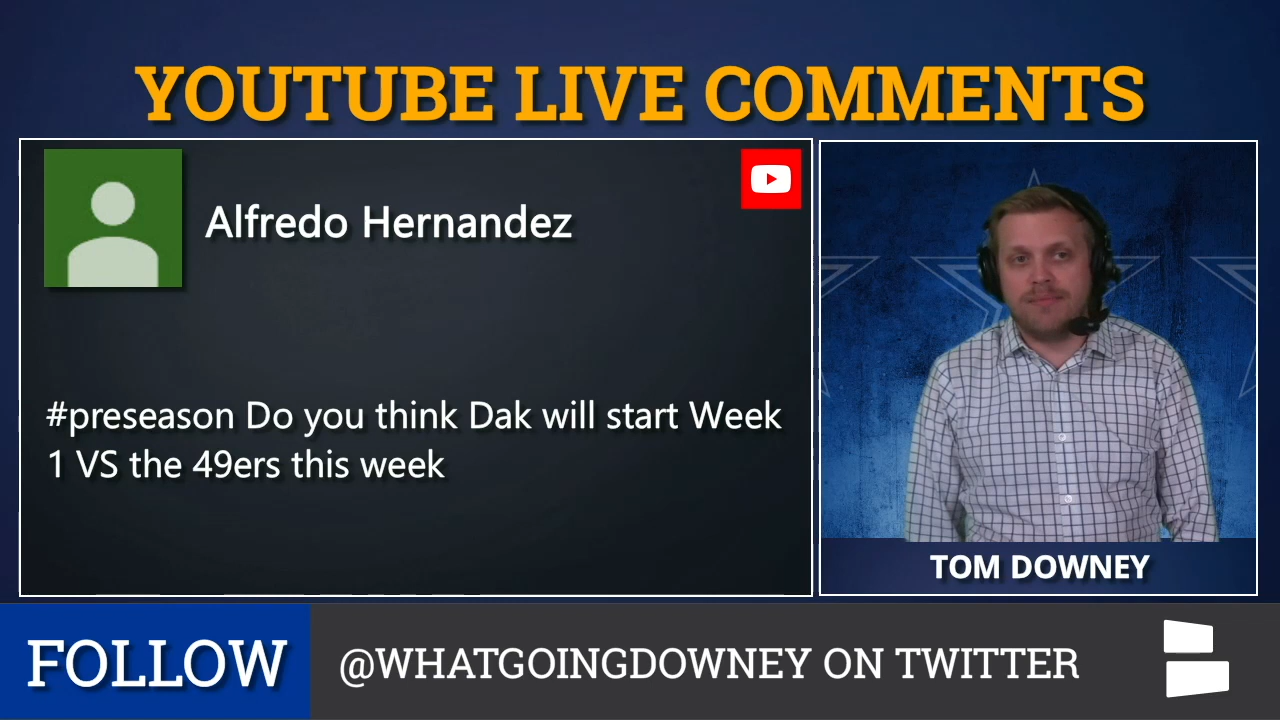 YOUTUBE LIVE COMMENTS
Alfredo Hernandez
#preseason Do you think Dak will start Week
1 VS the 49ers this week
TOM DOWNEY
FOLLOW
@WHATGOINGDOWNEY ON TWITTER